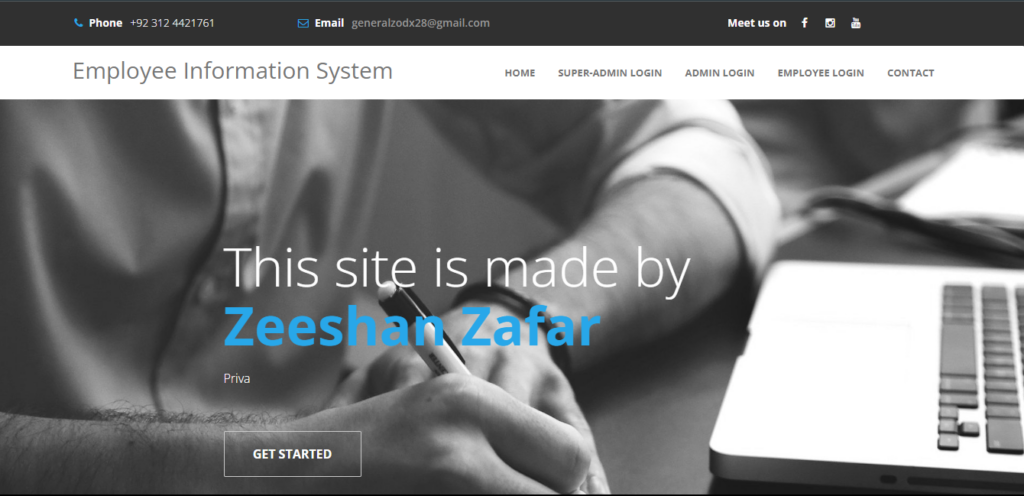 Phone +92 312 4421761 Email generalzodx28@gmail.com Meet us on
Employee Information System HOME SUPER-ADMIN LOGIN ADMIN LOGIN EMPLOYEE LOGIN CONTACT
This site is made by
Zeeshan Zafar
Priva
GET STARTED